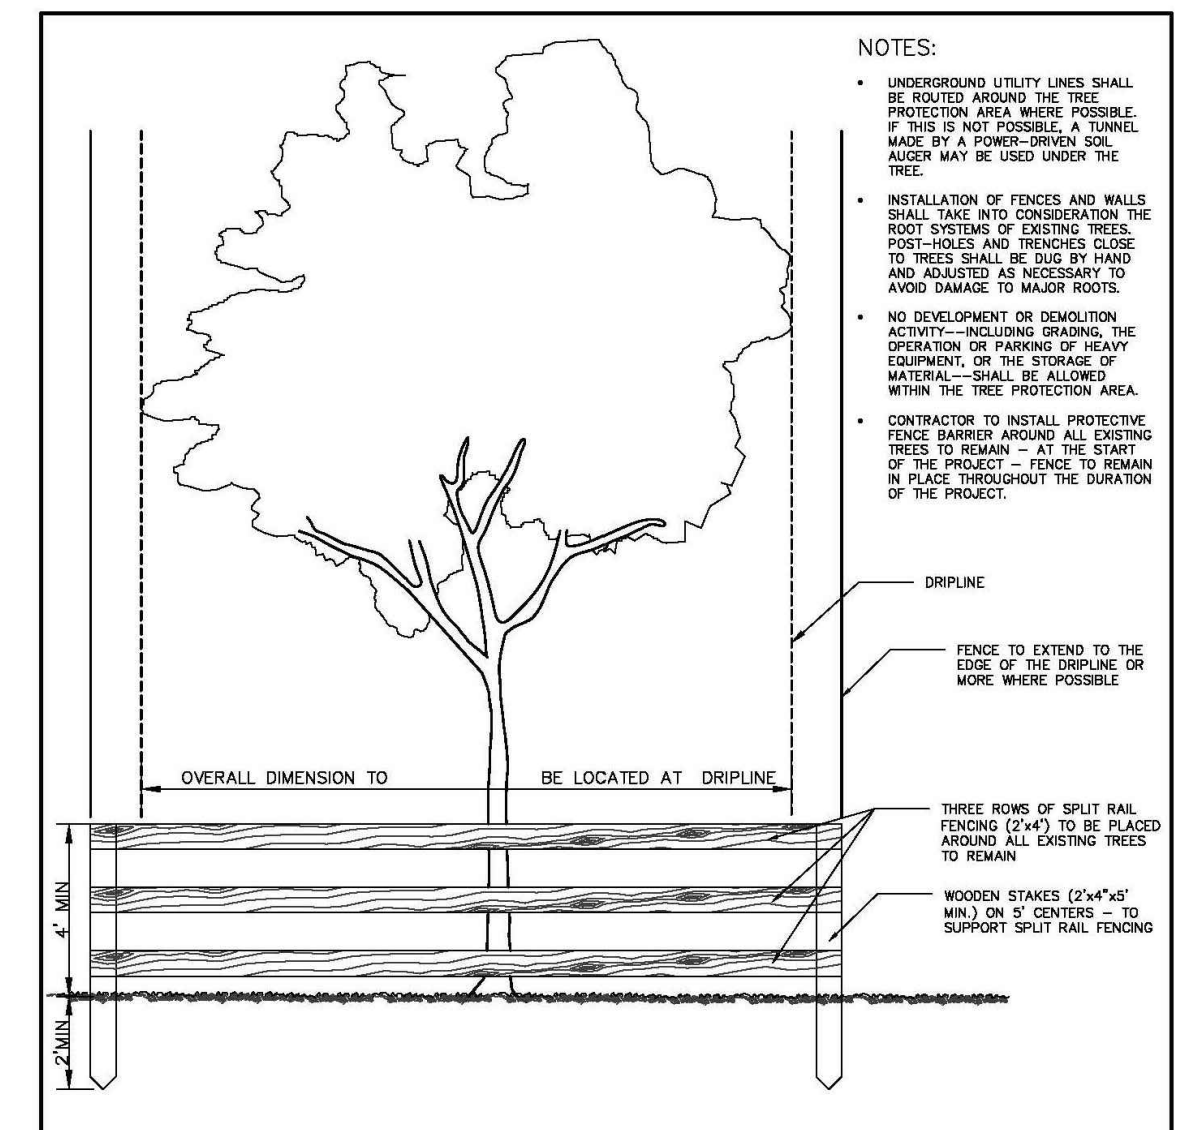 NOTES:
• UNDERGROUND UTILITY LINES SHALL
BE ROUTED AROUND THE TREE
PROTECTION AREA WHERE POSSIBLE.
IF THIS IS NOT POSSIBLE, A TUNNEL
MADE BY A POWER-DRIVEN SOIL
AUGER MAY BE USED UNDER THE
TREE.
• INSTALLATION OF FENCES AND WALLS
SHALL TAKE INTO CONSIDERATION THE
ROOT SYSTEMS OF EXISTING TREES.
POST-HOLES AND TRENCHES CLOSE
TO TREES SHALL BE DUG BY HAND
AND ADJUSTED AS NECESSARY TO
AVOID DAMAGE TO MAJOR ROOTS.
• NO DEVELOPMENT OR DEMOLITION
ACTIVITY--INCLUDING GRADING, THE
OPERATION OR PARKING OF HEAVY
EQUIPMENT, OR THE STORAGE OF
MATERIAL--SHALL BE ALLOWED
WITHIN THE TREE PROTECTION AREA.
• CONTRACTOR TO INSTALL PROTECTIVE
FENCE BARRIER AROUND ALL EXISTING
TREES TO REMAIN - AT THE START
OF THE PROJECT - FENCE TO REMAIN
IN PLACE THROUGHOUT THE DURATION
OF THE PROJECT.
DRIPLINE
FENCE TO EXTEND TO THE
EDGE OF THE DRIPLINE OR
MORE WHERE POSSIBLE
OVERALL DIMENSION TO BE LOCATED AT DRIPLINE
THREE ROWS OF SPLIT RAIL
FENCING (2'x4') TO BE PLACED
AROUND ALL EXISTING TREES
TO REMAIN
WOODEN STAKES (2'x4"x5'
MIN.) ON 5' CENTERS - TO
SUPPORT SPLIT RAIL FENCING
4' MIN
2'MIN